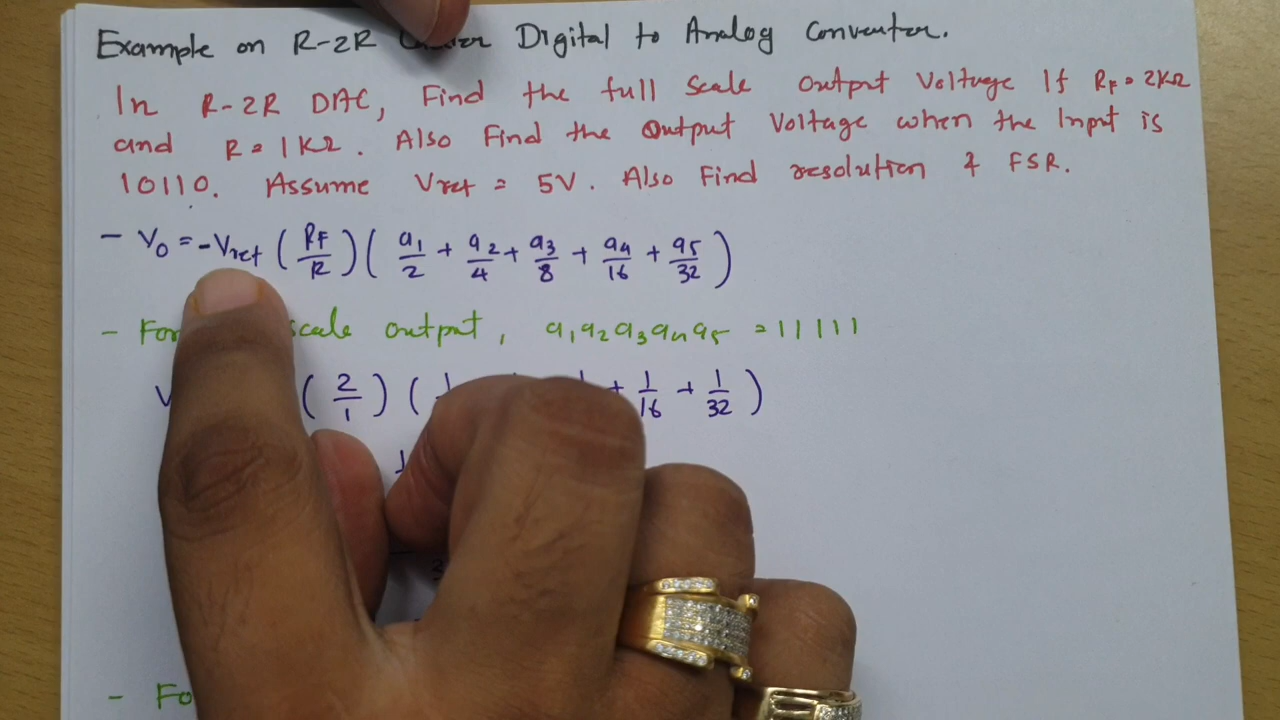 Example on R-2R Digital to Analog Converter.
In R-2R DAC, Find the full Scale Output Voltage If RF = 2KΩ
and R = 1KΩ. Also Find the Output Voltage when the Input is
10110. Assume Vref = 5V. Also Find resolution & FSR.
- V0 = -Vref (RF/R) (a1/2 + a2/4 + a3/8 + a4/16 + a5/32)
- For scale output, a1a2a3a4a5 = 11111
V (2/1) ( 1 + 1/16 + 1/32 )
- Fo